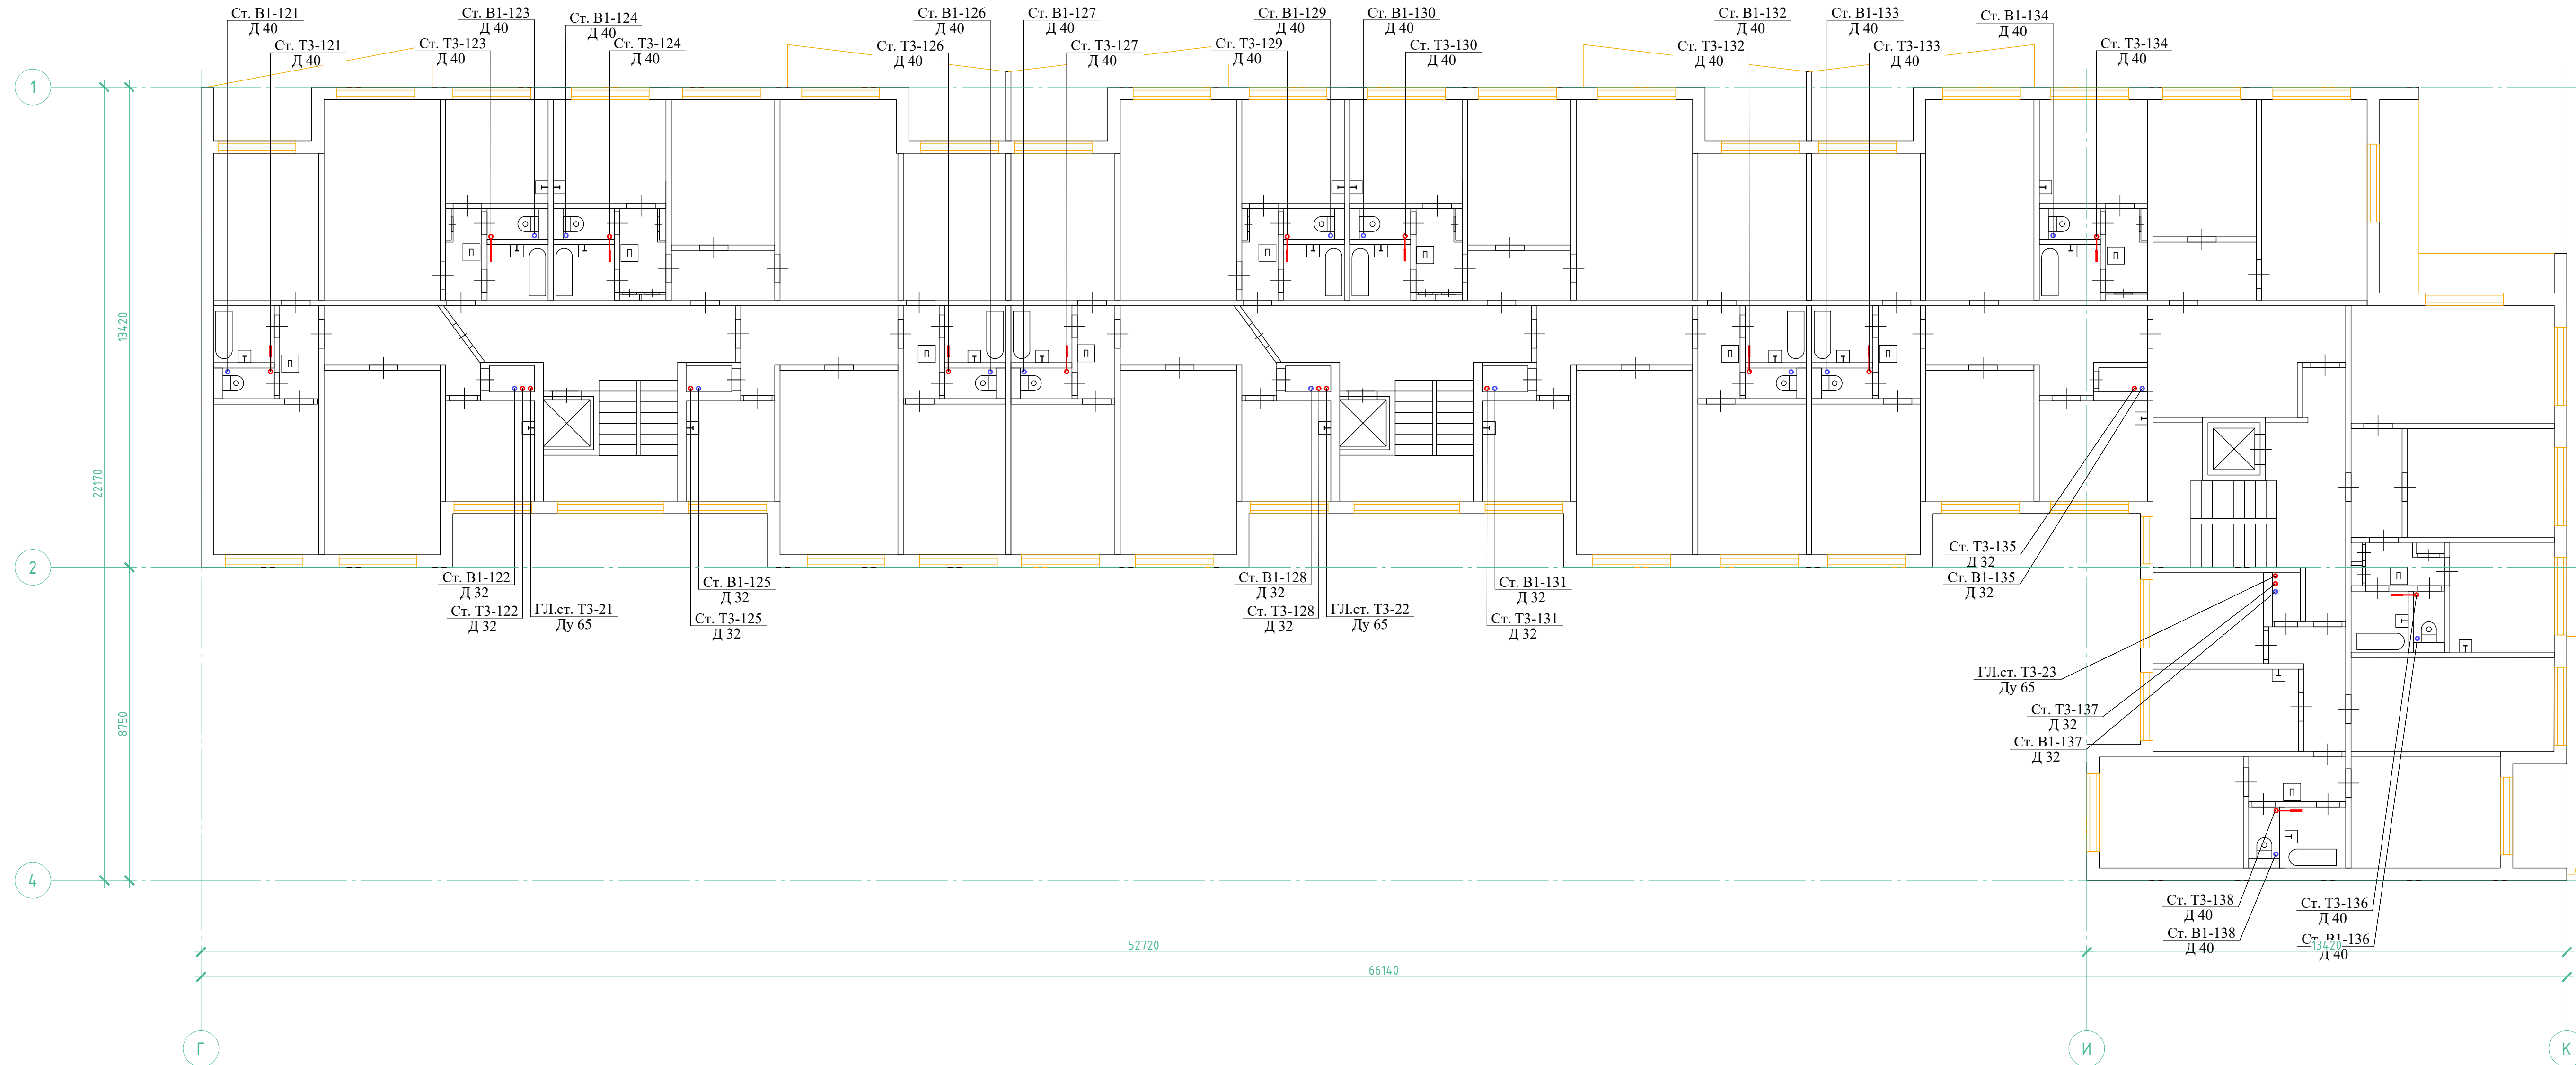 Ст. В1-121
Д 40
Ст. Т3-121
Д 40
Ст. Т3-123
Д 40
Ст. В1-123
Д 40
Ст. В1-124
Д 40
Ст. Т3-124
Д 40
Ст. Т3-126
Д 40
Ст. В1-126
Д 40
Ст. В1-127
Д 40
Ст. Т3-127
Д 40
Ст. Т3-129
Д 40
Ст. В1-129
Д 40
Ст. В1-130
Д 40
Ст. Т3-130
Д 40
Ст. Т3-132
Д 40
Ст. В1-132
Д 40
Ст. В1-133
Д 40
Ст. Т3-133
Д 40
Ст. В1-134
Д 40
Ст. Т3-134
Д 40
1
2
4
22170
13420
8750
П
П
П
П
П
П
П
П
П
П
П
П
Ст. В1-122
Д 32
Ст. Т3-122
Д 32
ГЛ.ст. Т3-21
Ду 65
Ст. В1-125
Д 32
Ст. Т3-125
Д 32
Ст. В1-128
Д 32
Ст. Т3-128
Д 32
ГЛ.ст. Т3-22
Ду 65
Ст. В1-131
Д 32
Ст. Т3-131
Д 32
Ст. Т3-135
Д 32
Ст. В1-135
Д 32
ГЛ.ст. Т3-23
Ду 65
Ст. Т3-137
Д 32
Ст. В1-137
Д 32
Ст. Т3-138
Д 40
Ст. В1-138
Д 40
Ст. Т3-136
Д 40
Ст. В1-136
Д 40
52720
13420
66140
Г
И
К